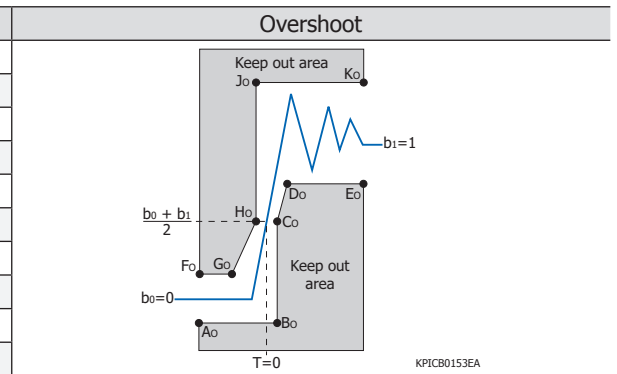 Overshoot
Keep out area
Jo
Ko
b1=1
Do
Eo
b0 + b1
2
Ho
Co
Fo
Go
Keep out
area
b0=0
Ao
Bo
T=0
KPICB0153EA